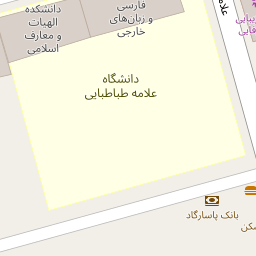 دانشکده
الهیات
و معارف
اسلامی
فارسی
و زبان‌های
خارجی
دانشگاه
علامه طباطبایی
بانک پاسارگاد